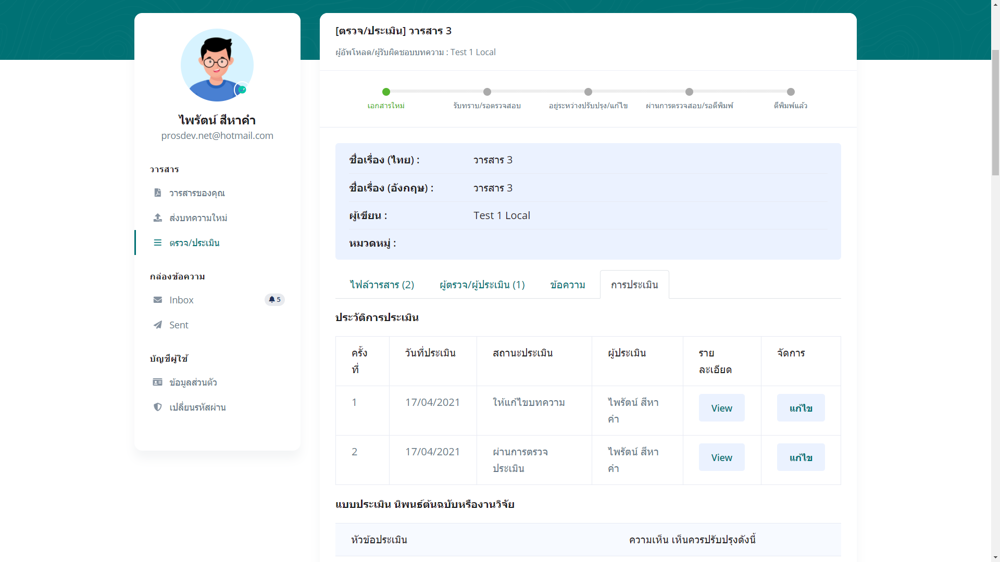 ไพรัตน์ สีหาคำ
prosdev.net@hotmail.com
วารสาร
วารสารของคุณ
ส่งบทความใหม่
ตรวจ/ประเมิน
กล่องข้อความ
Inbox
5
Sent
บัญชีผู้ใช้
ข้อมูลส่วนตัว
เปลี่ยนรหัสผ่าน
[ตรวจ/ประเมิน] วารสาร 3
ผู้อัพโหลด/ผู้รับผิดชอบบทความ : Test 1 Local
เอกสารใหม่
รับทราบ/รอตรวจสอบ
อยู่ระหว่างปรับปรุง/แก้ไข
ผ่านการตรวจสอบ/รอตีพิมพ์
ตีพิมพ์แล้ว
ชื่อเรื่อง (ไทย) : วารสาร 3
ชื่อเรื่อง (อังกฤษ) : วารสาร 3
ผู้เขียน : Test 1 Local
หมวดหมู่ :
ไฟล์วารสาร (2) ผู้ตรวจ/ผู้ประเมิน (1) ข้อความ การประเมิน
ประวัติการประเมิน
ครั้ง
ที่
วันที่ประเมิน
สถานะประเมิน
ผู้ประเมิน
ราย
ละเอียด
จัดการ
1
17/04/2021
ให้แก้ไขบทความ
ไพรัตน์ สีหา
คำ
View
แก้ไข
2
17/04/2021
ผ่านการตรวจ
ประเมิน
ไพรัตน์ สีหา
คำ
View
แก้ไข
แบบประเมิน นิพนธ์ต้นฉบับหรืองานวิจัย
หัวข้อประเมิน
ความเห็น เห็นควรปรับปรุงดังนี้